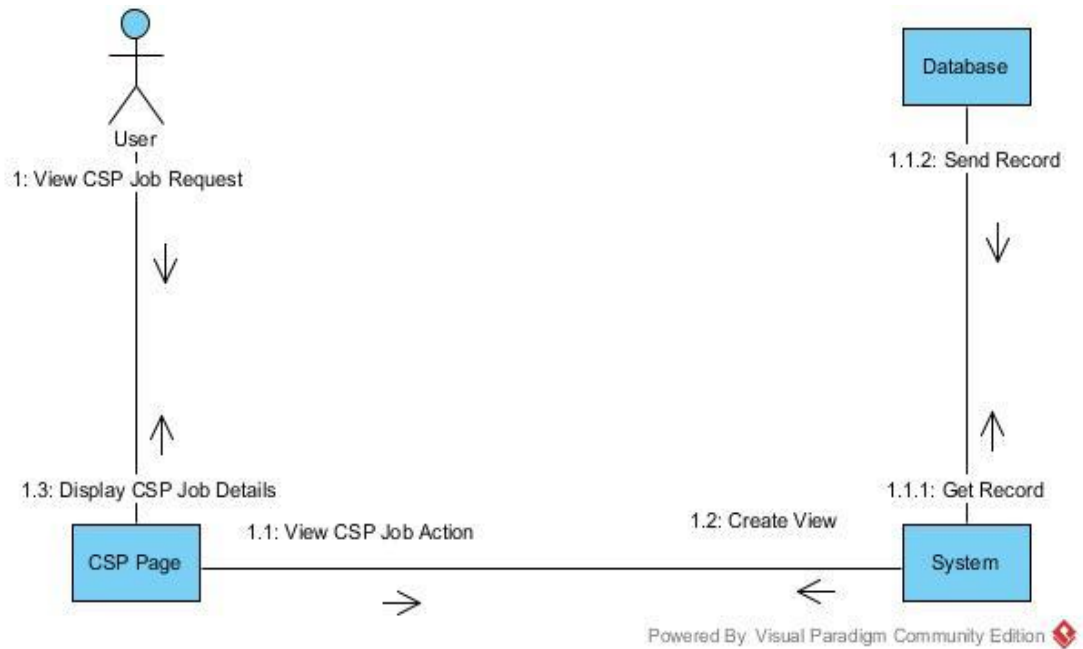 Database
User
1.1.2: Send Record
1: View CSP Job Request
1.3: Display CSP Job Details
1.1.1: Get Record
1.1: View CSP Job Action
1.2: Create View
CSP Page
System
Powered By Visual Paradigm Community Edition